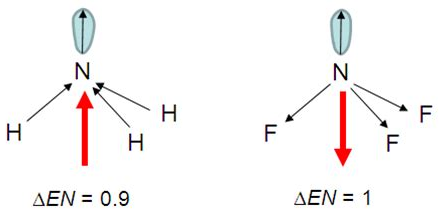 N N
H H H F F F
ΔEN = 0.9 ΔEN = 1